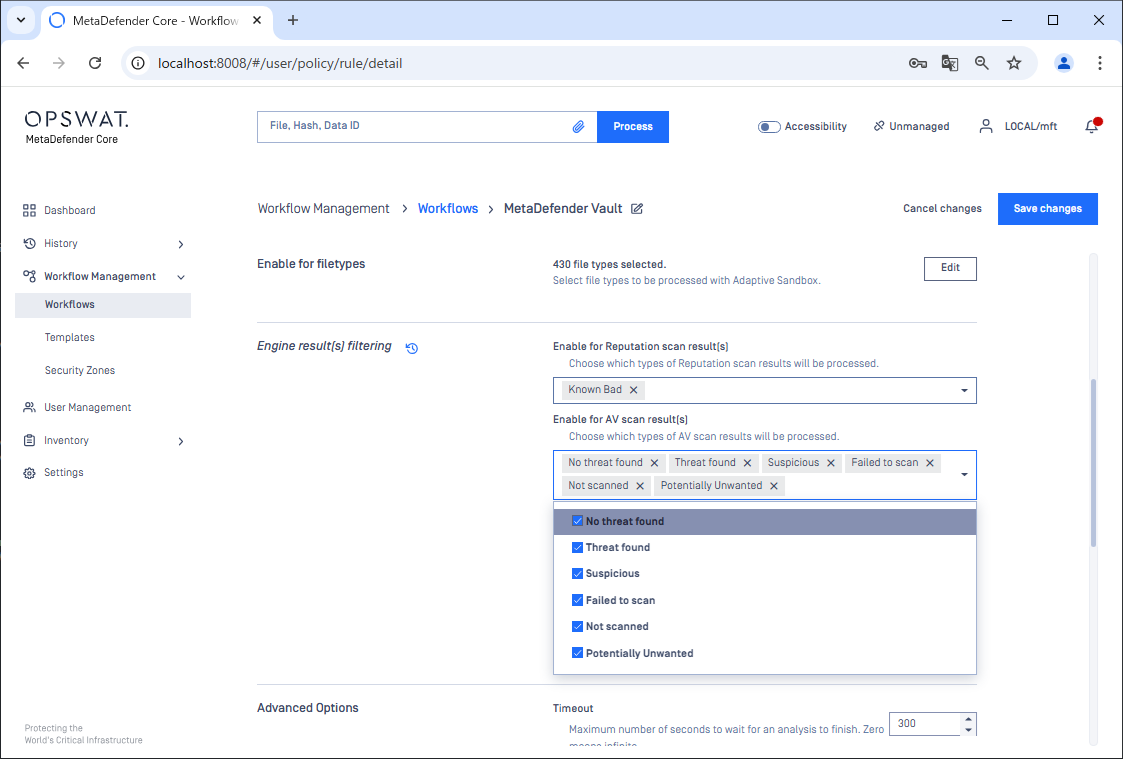 MetaDefender Core - Workflow
localhost:8008/#/user/policy/rule/detail
OPSWAT.
MetaDefender Core
File, Hash, Data ID
Process
Accessibility
Unmanaged
LOCAL/mft
Dashboard
History
Workflow Management
Workflows
Templates
Security Zones
User Management
Inventory
Settings
Protecting the
World's Critical Infrastructure
Workflow Management > Workflows > MetaDefender Vault
Cancel changes
Save changes
Enable for filetypes
430 file types selected.
Select file types to be processed with Adaptive Sandbox.
Edit
Engine result(s) filtering
Enable for Reputation scan result(s)
Choose which types of Reputation scan results will be processed.
Known Bad
Enable for AV scan result(s)
Choose which types of AV scan results will be processed.
No threat found Threat found Suspicious Failed to scan
Not scanned Potentially Unwanted
No threat found
Threat found
Suspicious
Failed to scan
Not scanned
Potentially Unwanted
Advanced Options
Timeout
Maximum number of seconds to wait for an analysis to finish. Zero
means infinite.
300